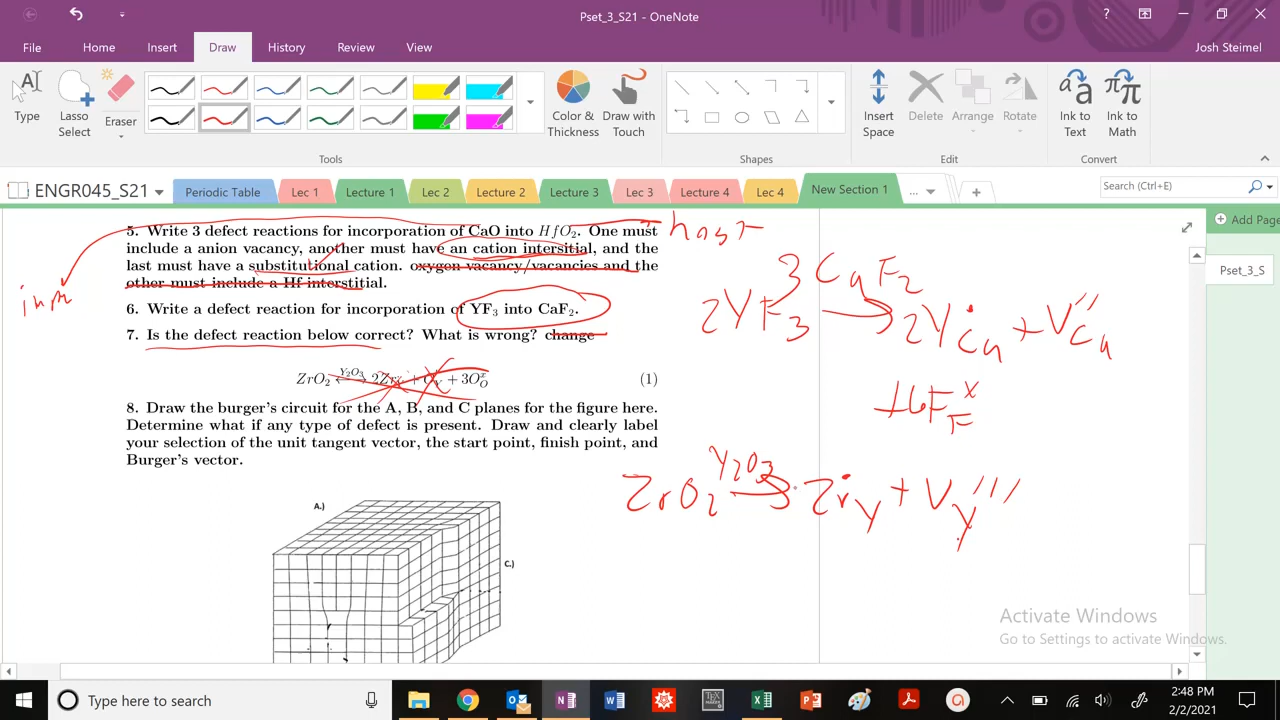 Pset_3_S21 - OneNote
?
File
Home
Insert
Draw
History
Review
View
Josh Steimel
Type
Lasso Select
Eraser
Color & Thickness
Draw with Touch
Insert Space
Delete
Arrange
Rotate
Ink to Text
Ink to Math
Tools
Shapes
Edit
Convert
ENGR045_S21
Periodic Table
Lec 1
Lecture 1
Lec 2
Lecture 2
Lecture 3
Lec 3
Lecture 4
Lec 4
New Section 1
...
Search (Ctrl+E)
Add Page
Pset_3_S
5. Write 3 defect reactions for incorporation of CaO into HfO₂. One must
include a anion vacancy, another must have an cation intersitial, and the
last must have a substitutional cation. oxygen vacancy/vacancies and the
other must include a Hf interstitial.
host
6. Write a defect reaction for incorporation of YF₃ into CaF₂.
7. Is the defect reaction below correct? What is wrong? change
(1)
8. Draw the burger's circuit for the A, B, and C planes for the figure here.
Determine what if any type of defect is present. Draw and clearly label
your selection of the unit tangent vector, the start point, finish point, and
Burger's vector.
A.)
C.)
3CaF₂
2YF₃ → 2Y˙Ca + V''Ca
+6F^x_F
ZrO₂ Y₂O₃ → Zr˙Y + V'''Y
Activate Windows
Go to Settings to activate Windows.
Type here to search
2:48 PM
2/2/2021